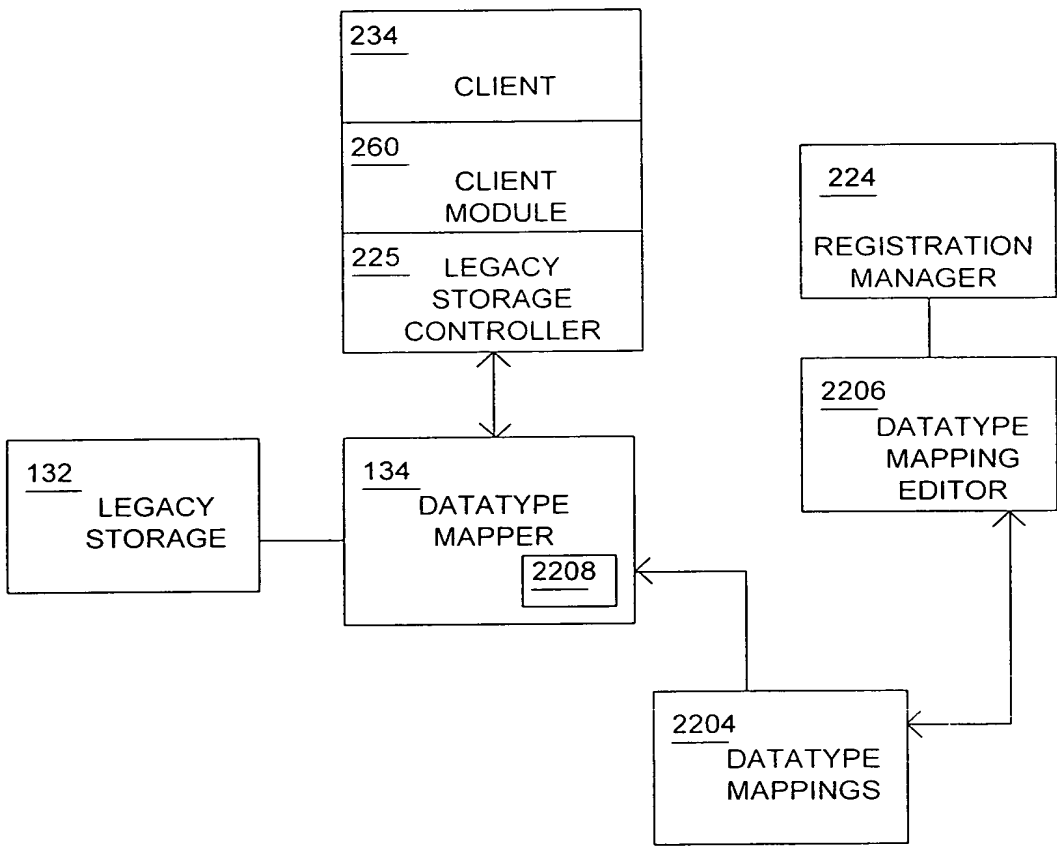 234
CLIENT
260
CLIENT
MODULE
225
LEGACY
STORAGE
CONTROLLER
224
REGISTRATION
MANAGER
2206
DATATYPE
MAPPING
EDITOR
132
LEGACY
STORAGE
134
DATATYPE
MAPPER
2208
2204
DATATYPE
MAPPINGS